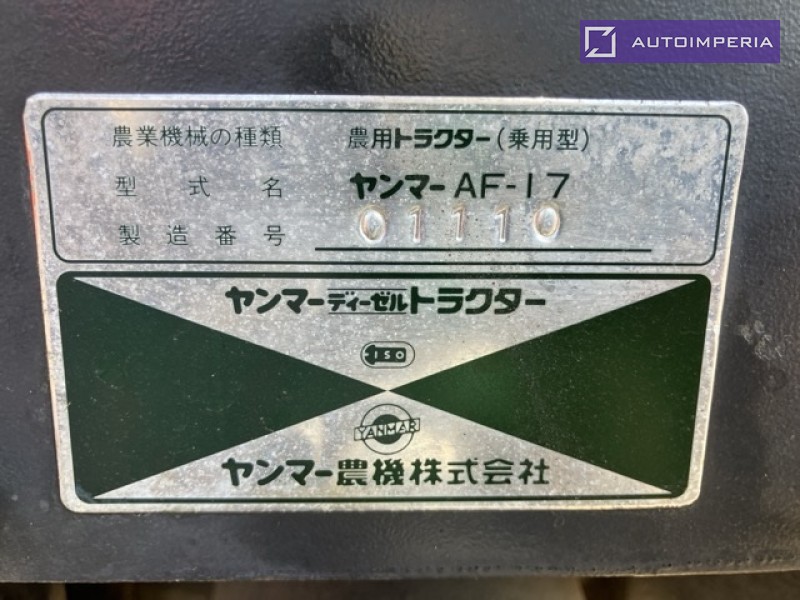 AUTOIMPERIA
農業機械の種類 農用トラクター(乗用型)
型式名 ヤンマー AF-17
製造番号 01110
ヤンマーディーゼルトラクター
ISO
YANMAR
ヤンマー農機株式会社